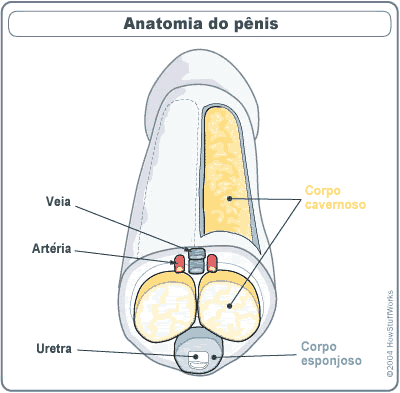 Anatomia do pênis
Veia
Artéria
Uretra
Corpo
cavernoso
Corpo
esponjoso
©2004 HowStuffWorks